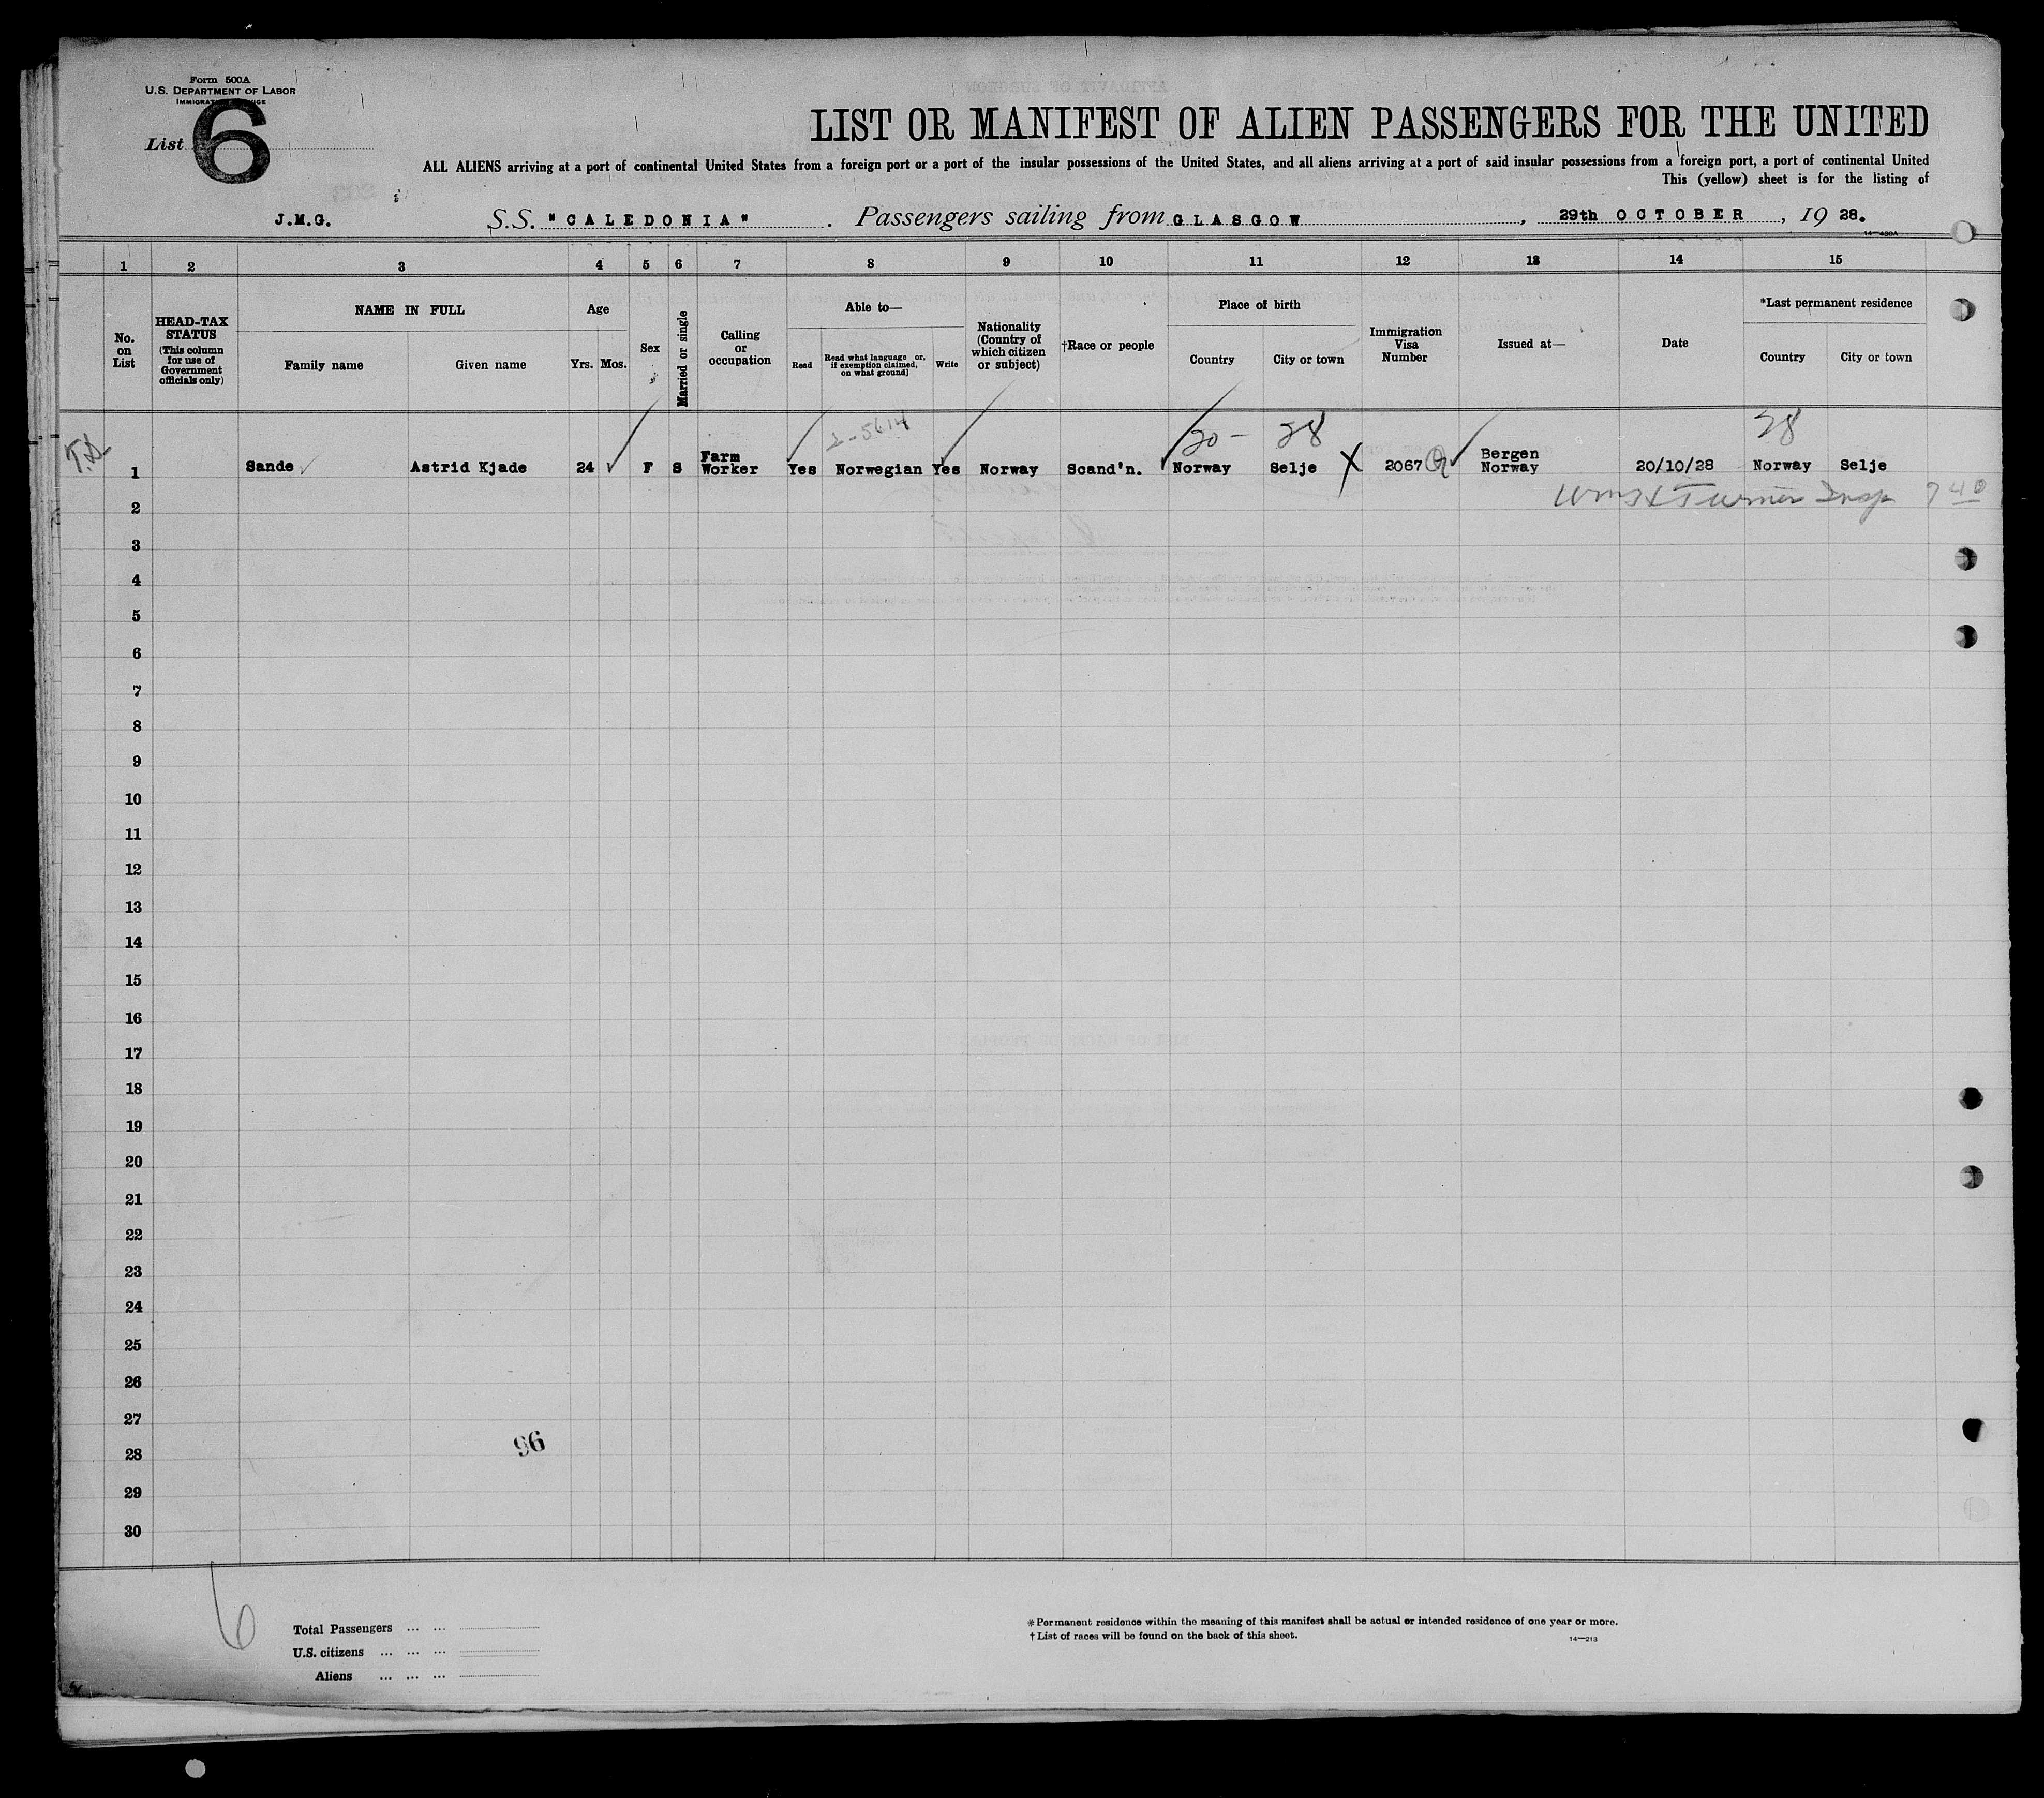 Form 500A
U.S. DEPARTMENT OF LABOR
IMMIGRATION SERVICE
List 6
LIST OR MANIFEST OF ALIEN PASSENGERS FOR THE UNITED
ALL ALIENS arriving at a port of continental United States from a foreign port or a port of the insular possessions of the United States, and all aliens arriving at a port of said insular possessions from a foreign port, a port of continental United
This (yellow) sheet is for the listing of
J.M.G. S.S. "CALEDONIA" . Passengers sailing from GLASGOW, 29th OCTOBER, 19 28.
1 2 3 4 5 6 7 8 9 10 11 12 13 14 15
No. on List
HEAD-TAX STATUS (This column for use of Government officials only)
NAME IN FULL
Family name Given name
Age
Yrs. Mos.
Sex
Married or single
Calling or occupation
Able to—
Read Read what language or, if exemption claimed, on what ground] Write
Nationality (Country of which citizen or subject)
†Race or people
Place of birth
Country City or town
Immigration Visa Number
Issued at—
Date
*Last permanent residence
Country City or town
2-5614 20- 28 28
1 Sande Astrid Kjade 24 F S Farm Worker Yes Norwegian Yes Norway Scand'n. Norway Selje X 2067 Bergen Norway 20/10/28 Norway Selje
Turner Insp
2
3
4
5
6
7
8
9
10
11
12
13
14
15
16
17
18
19
20
21
22
23
24
25
26
27
96
28
29
30
6
Total Passengers ... ...
U.S. citizens ... ... ...
Aliens ... ... ...
*Permanent residence within the meaning of this manifest shall be actual or intended residence of one year or more.
†List of races will be found on the back of this sheet.
14—213